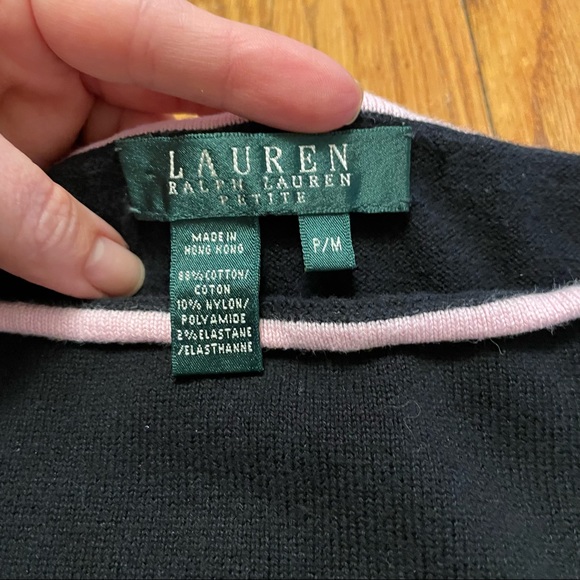 LAUREN
RALPH LAUREN
PETITE
MADE IN
HONG KONG
P/M
88% COTTON/
COTON
10% NYLON/
POLYAMIDE
2% ELASTANE
/ELASTHANNE